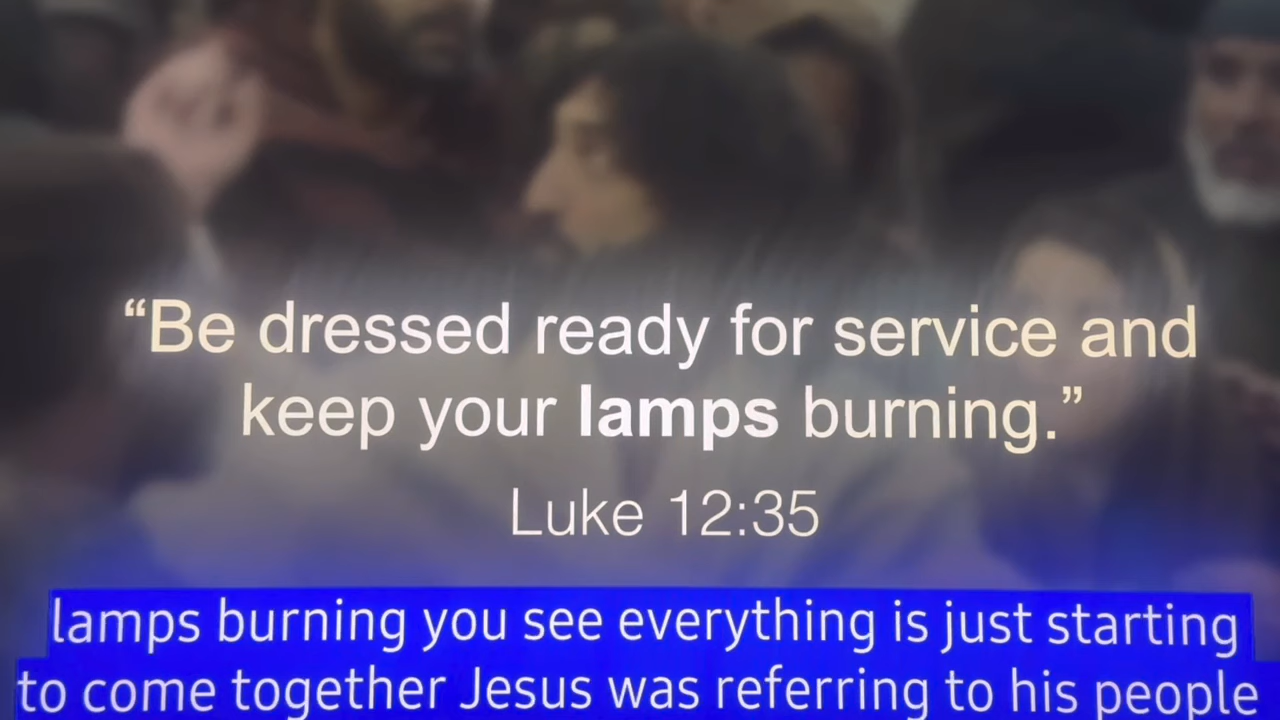 “Be dressed ready for service and
keep your lamps burning.”
Luke 12:35
lamps burning you see everything is just starting
to come together Jesus was referring to his people